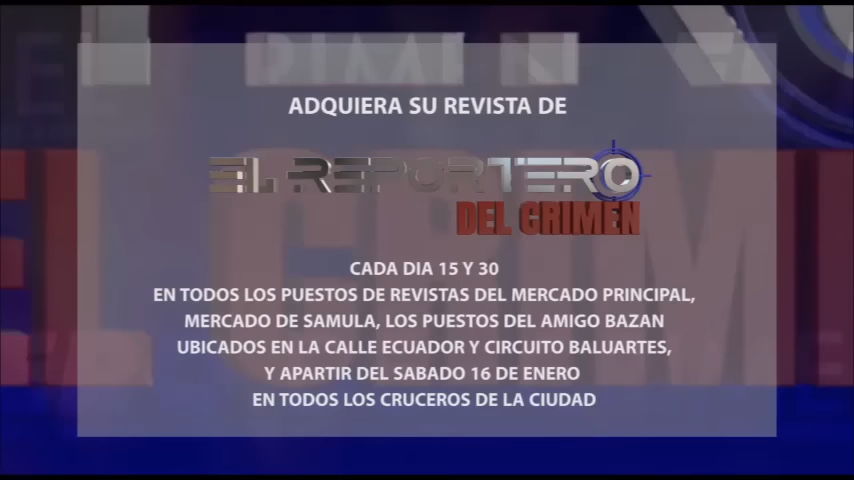 ADQUIERA SU REVISTA DE
EL REPORTERO
DEL CRIMEN
CADA DIA 15 Y 30
EN TODOS LOS PUESTOS DE REVISTAS DEL MERCADO PRINCIPAL,
MERCADO DE SAMULA, LOS PUESTOS DEL AMIGO BAZAN
UBICADOS EN LA CALLE ECUADOR Y CIRCUITO BALUARTES,
Y APARTIR DEL SABADO 16 DE ENERO
EN TODOS LOS CRUCEROS DE LA CIUDAD